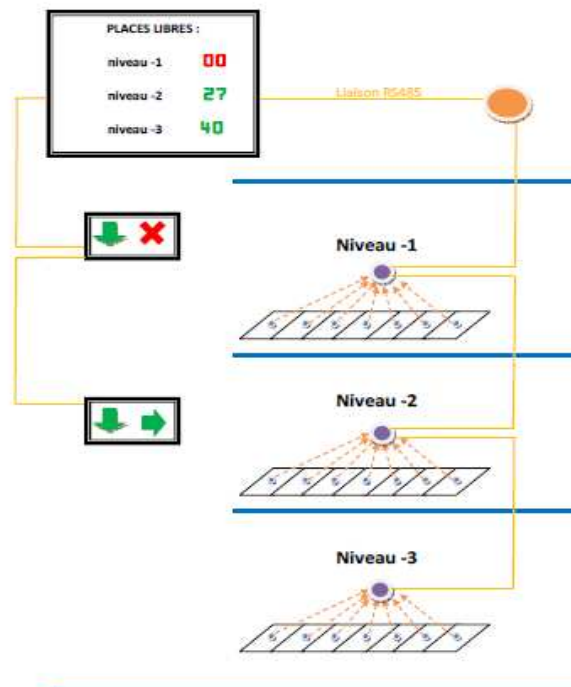 PLACES LIBRES :
niveau -1 00
niveau -2 27
niveau -3 40
Liaison RS485
Niveau -1
Niveau -2
Niveau -3